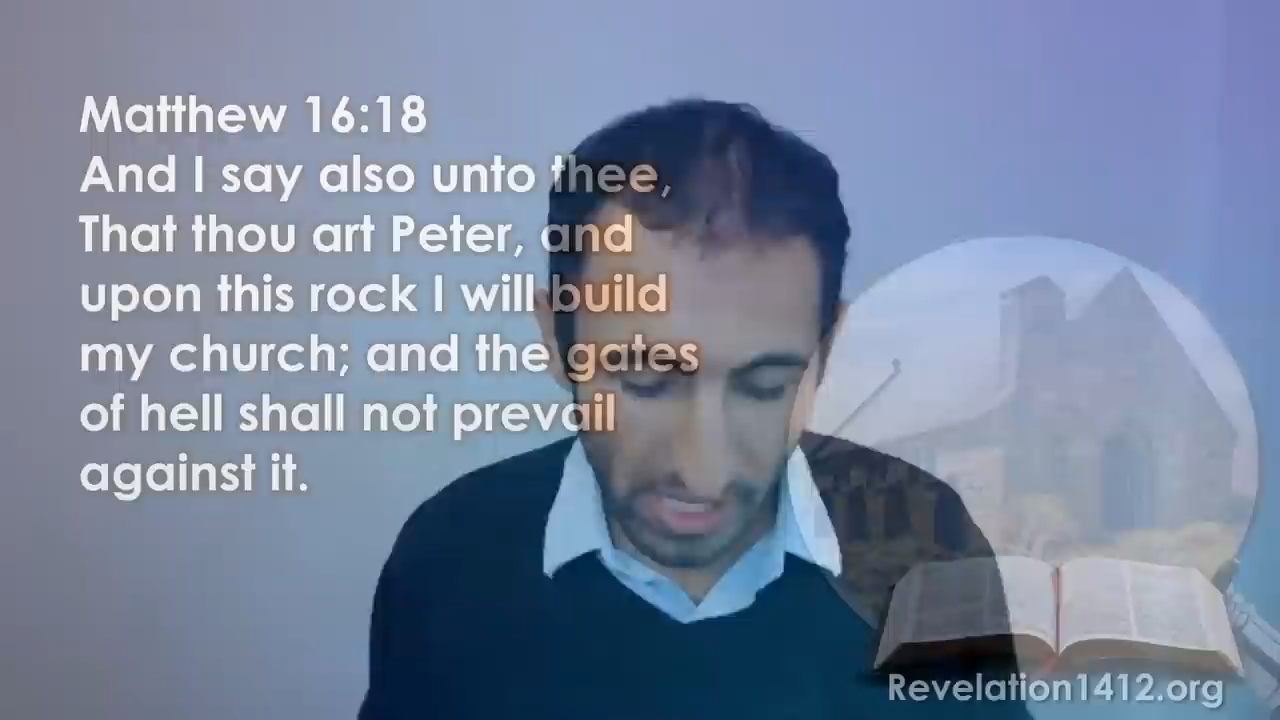 Matthew 16:18
And I say also unto thee,
That thou art Peter, and
upon this rock I will build
my church; and the gates
of hell shall not prevail
against it.
Revelation1412.org